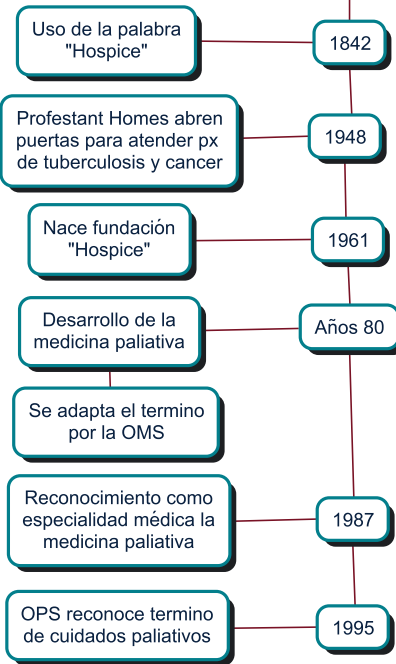 Uso de la palabra
"Hospice"
1842
Profestant Homes abren
puertas para atender px
de tuberculosis y cancer
1948
Nace fundación
"Hospice"
1961
Desarrollo de la
medicina paliativa
Años 80
Se adapta el termino
por la OMS
Reconocimiento como
especialidad médica la
medicina paliativa
1987
OPS reconoce termino
de cuidados paliativos
1995